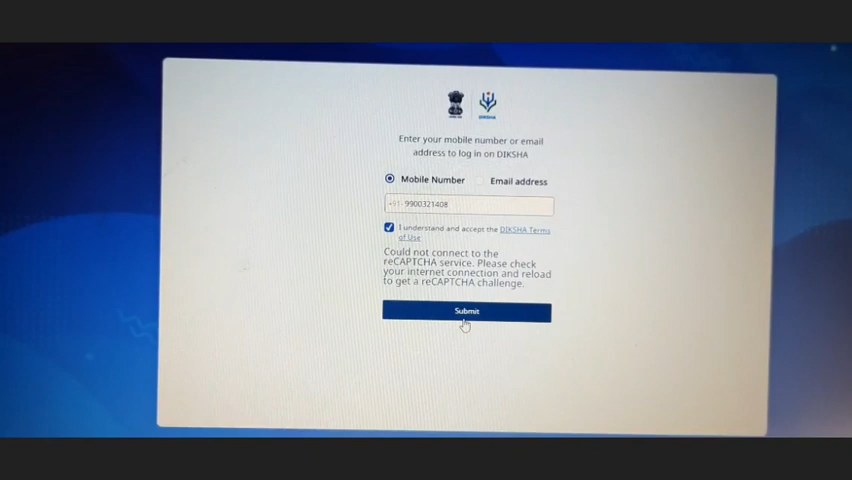 DIKSHA
Enter your mobile number or email
address to log in on DIKSHA
Mobile Number Email address
+91- 9900321408
I understand and accept the DIKSHA Terms
of Use
Could not connect to the
reCAPTCHA service. Please check
your internet connection and reload
to get a reCAPTCHA challenge.
Submit